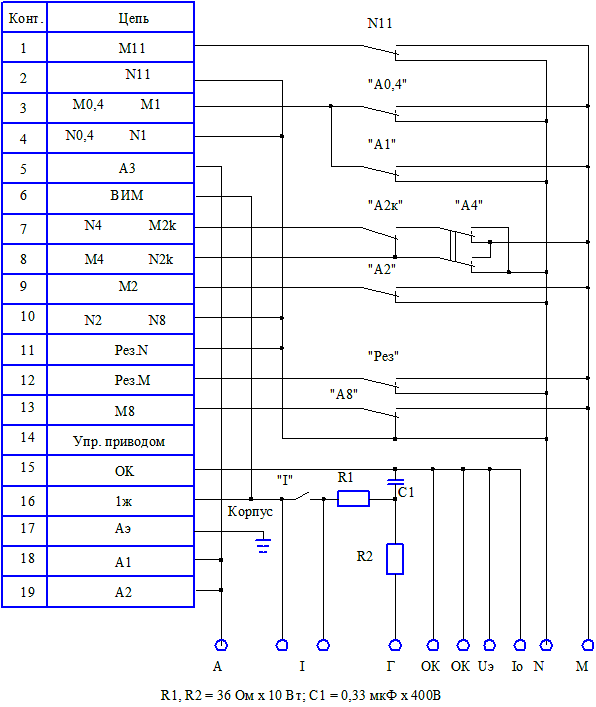 Конт. Цепь
1 М11
2 N11
3 М0,4 М1
4 N0,4 N1
5 А3
6 ВИМ
7 N4 M2k
8 М4 N2k
9 М2
10 N2 N8
11 Рез.N
12 Рез.М
13 М8
14 Упр. приводом
15 ОК
16 1ж
17 Аэ
18 А1
19 А2
N11
"А0,4"
"А1"
"А2к" "А4"
"А2"
"Рез"
"А8"
"I" R1
C1
Корпус
R2
А I Г ОК ОК Uэ Iо N М
R1, R2 = 36 Ом х 10 Вт; С1 = 0,33 мкФ х 400В